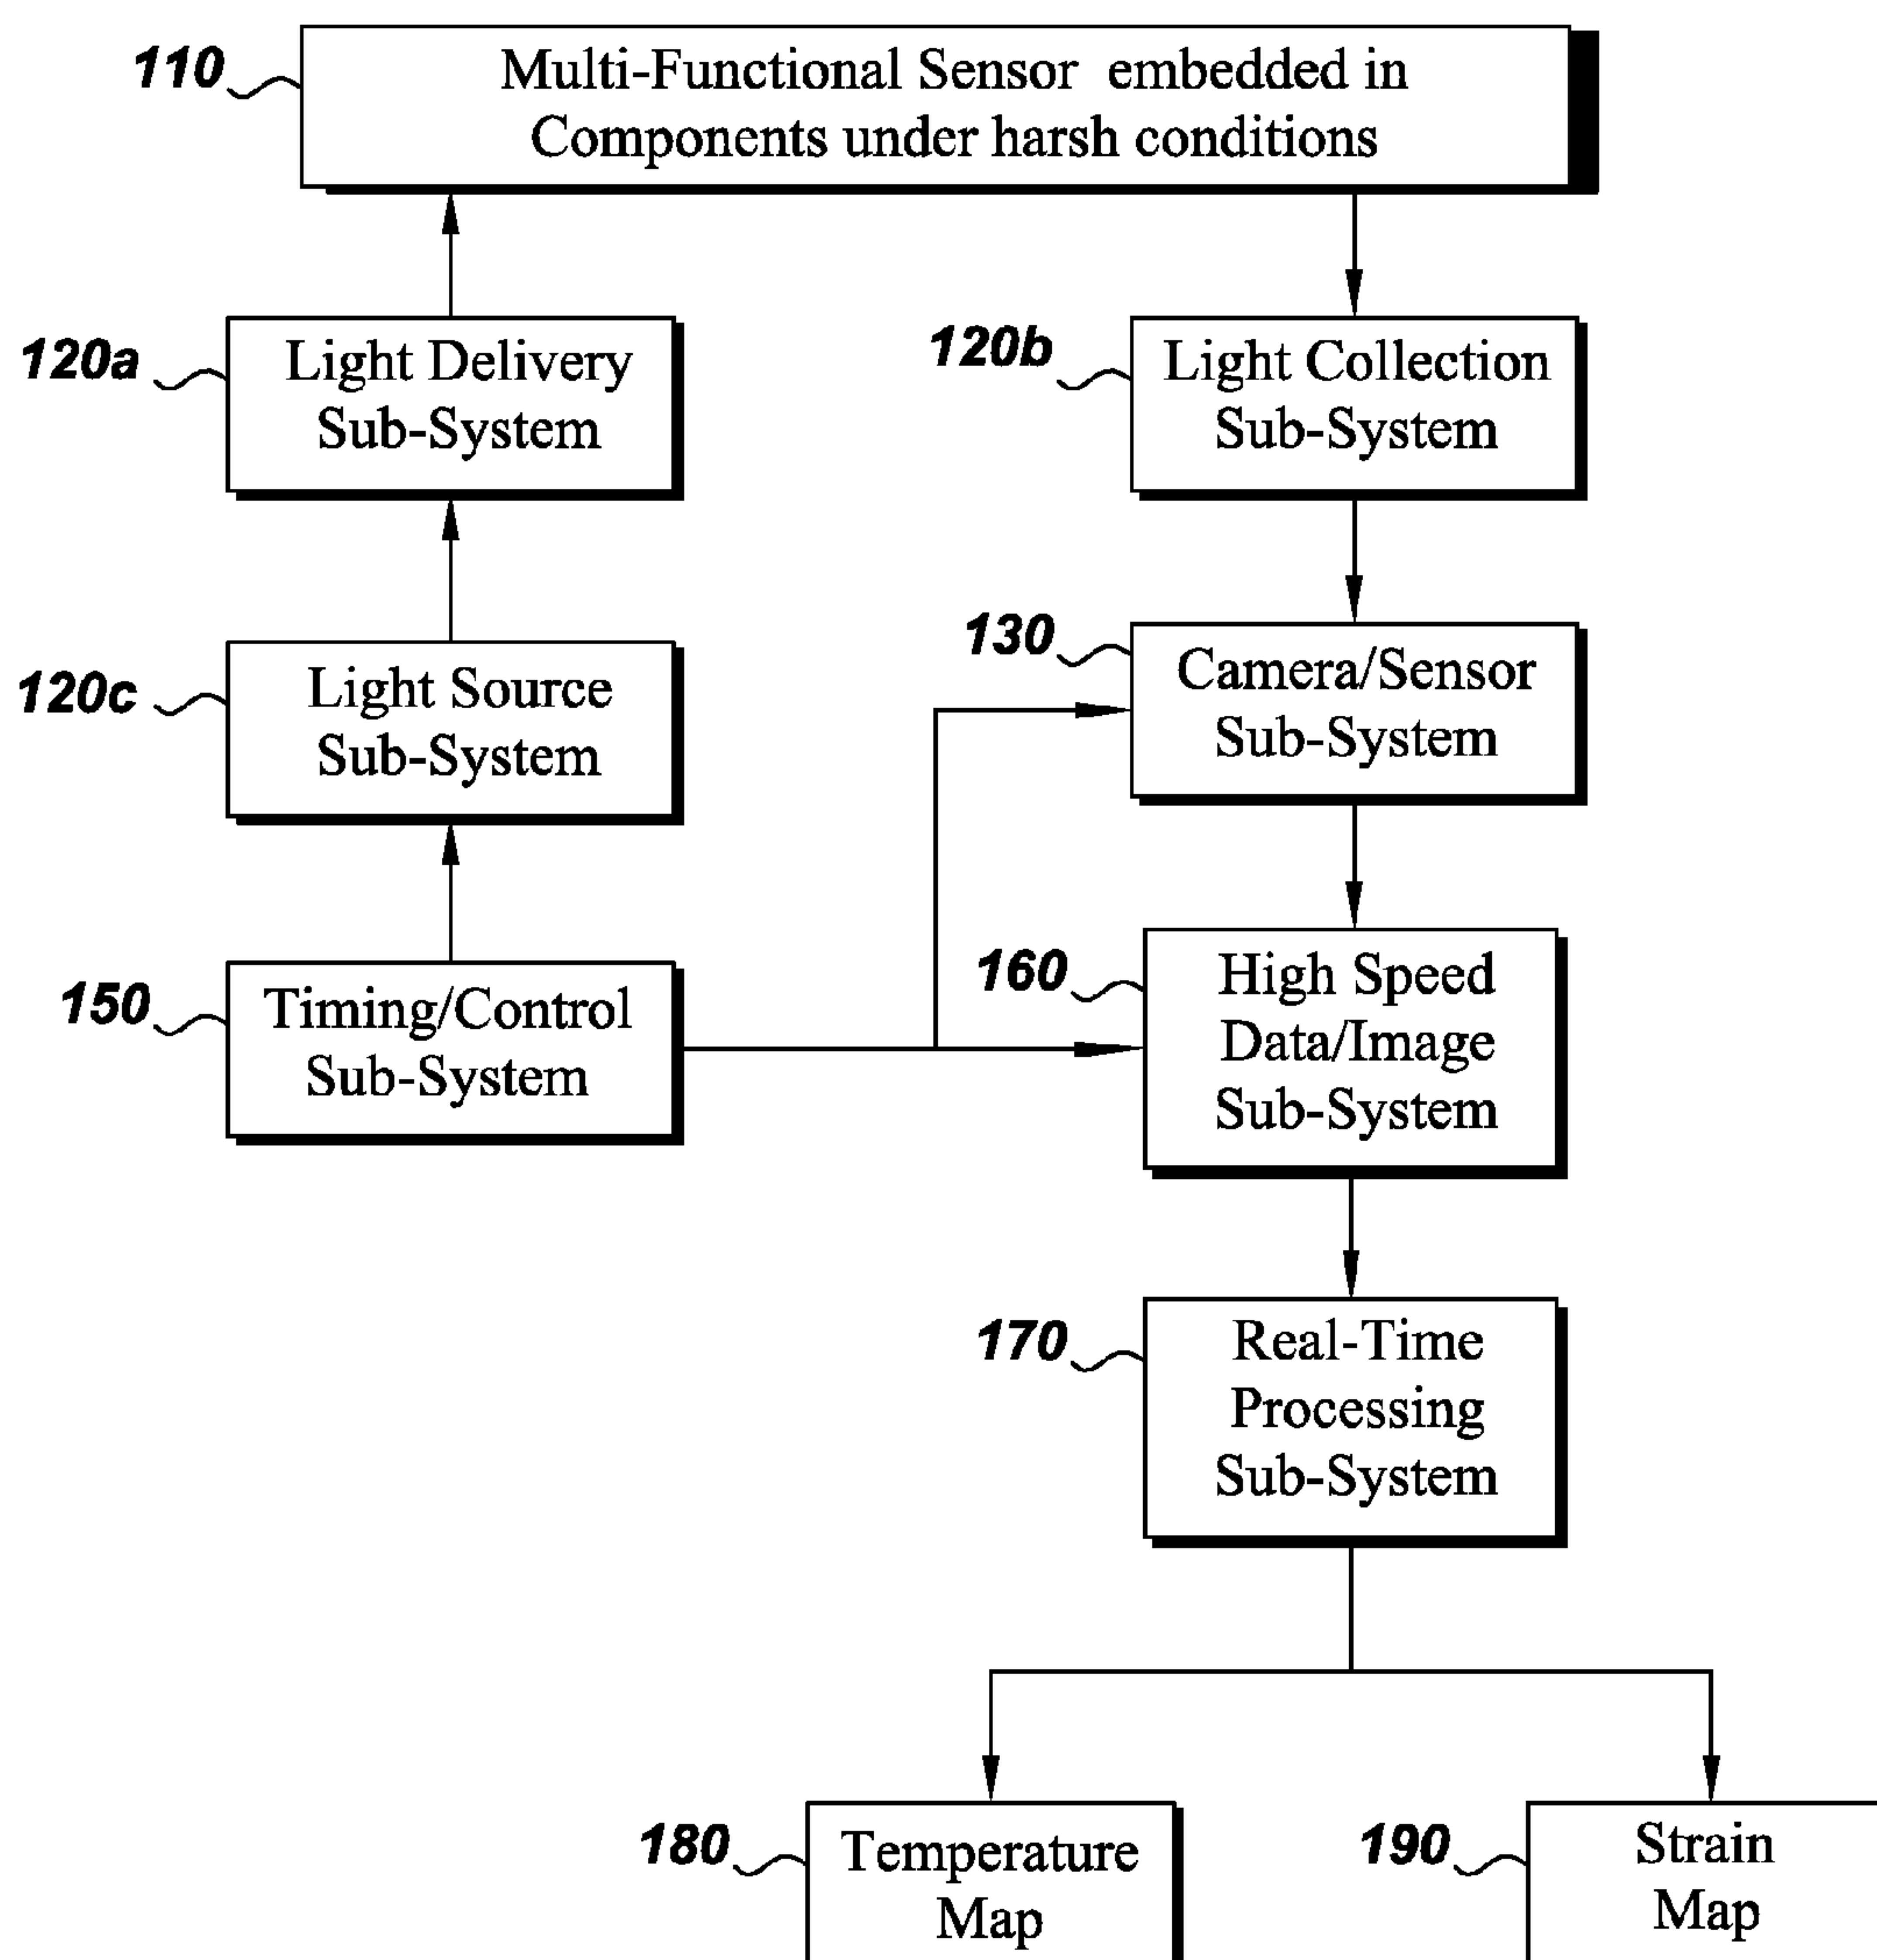 110
Multi-Functional Sensor embedded in
Components under harsh conditions
120a
Light Delivery
Sub-System
120b
Light Collection
Sub-System
120c
Light Source
Sub-System
130
Camera/Sensor
Sub-System
150
Timing/Control
Sub-System
160
High Speed
Data/Image
Sub-System
170
Real-Time
Processing
Sub-System
180
Temperature
Map
190
Strain
Map